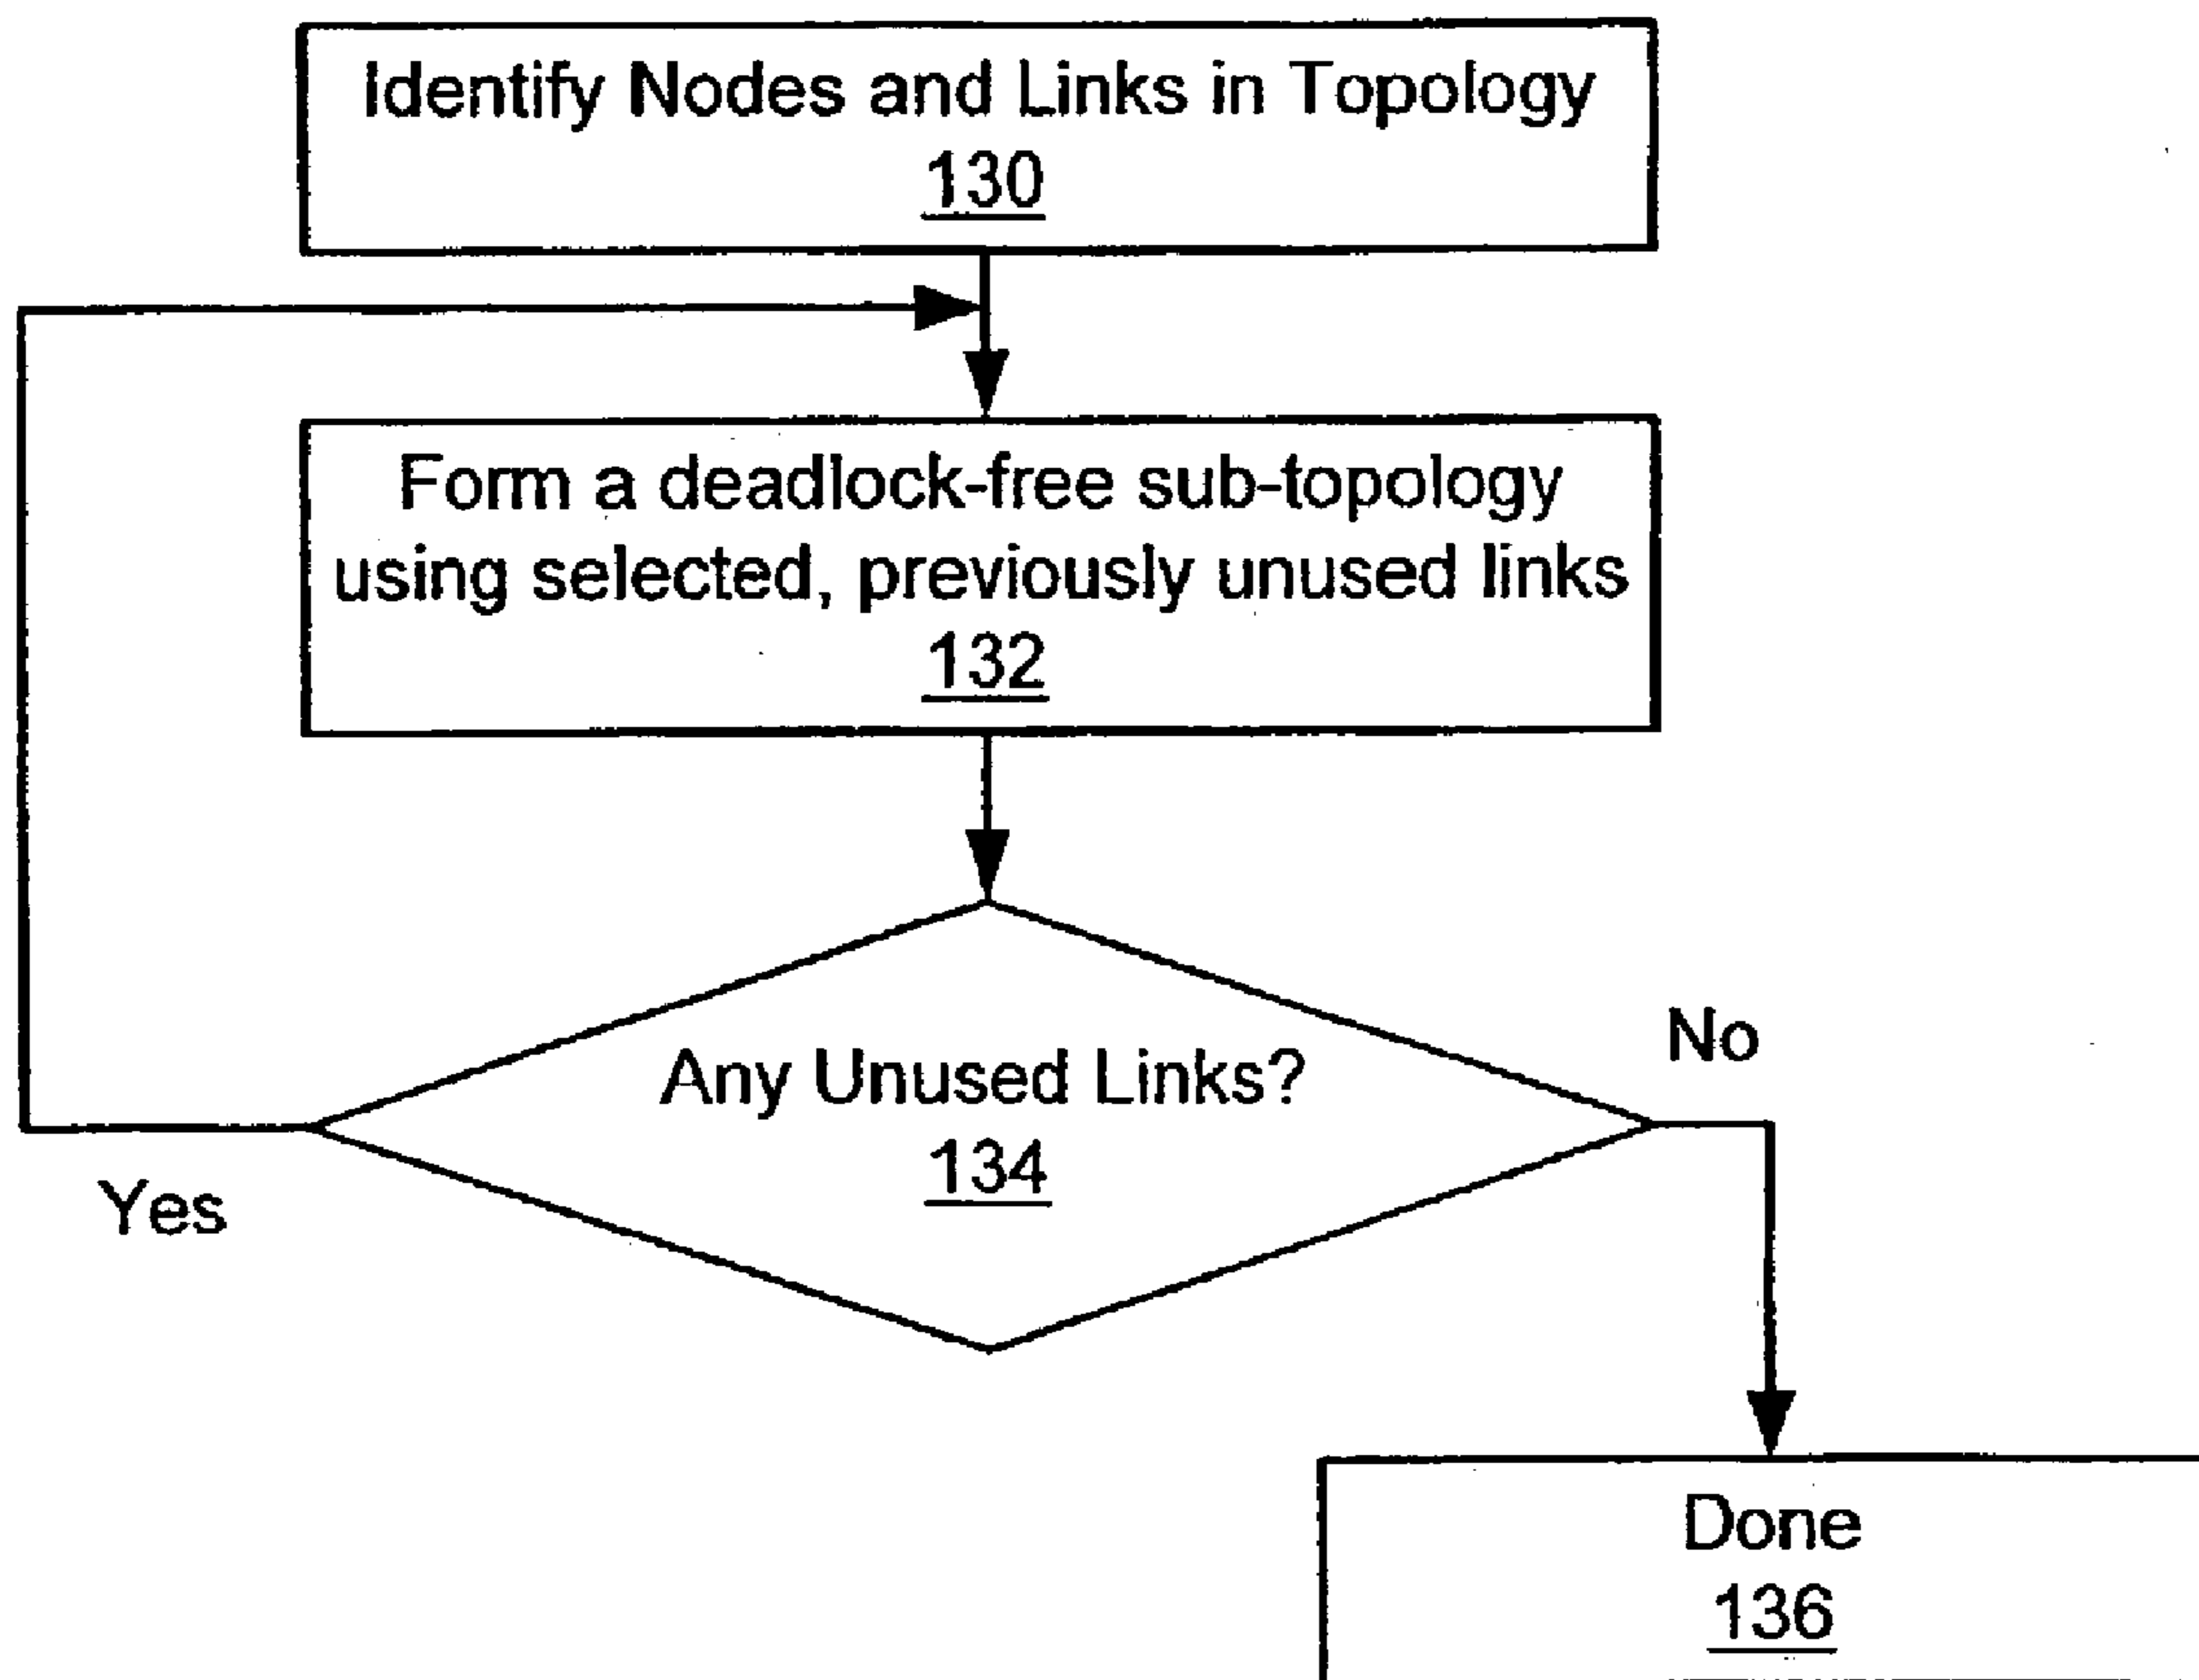 Identify Nodes and Links in Topology
130
Form a deadlock-free sub-topology
using selected, previously unused links
132
Any Unused Links?
134
No
Yes
Done
136